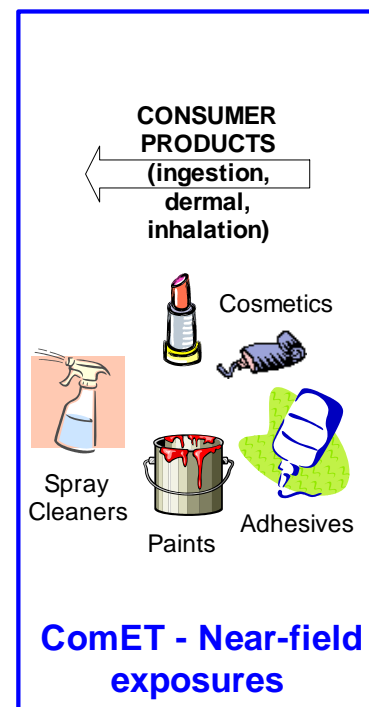 CONSUMER
PRODUCTS
(ingestion,
dermal,
inhalation)
Cosmetics
Spray
Cleaners
Paints
Adhesives
ComET - Near-field
exposures